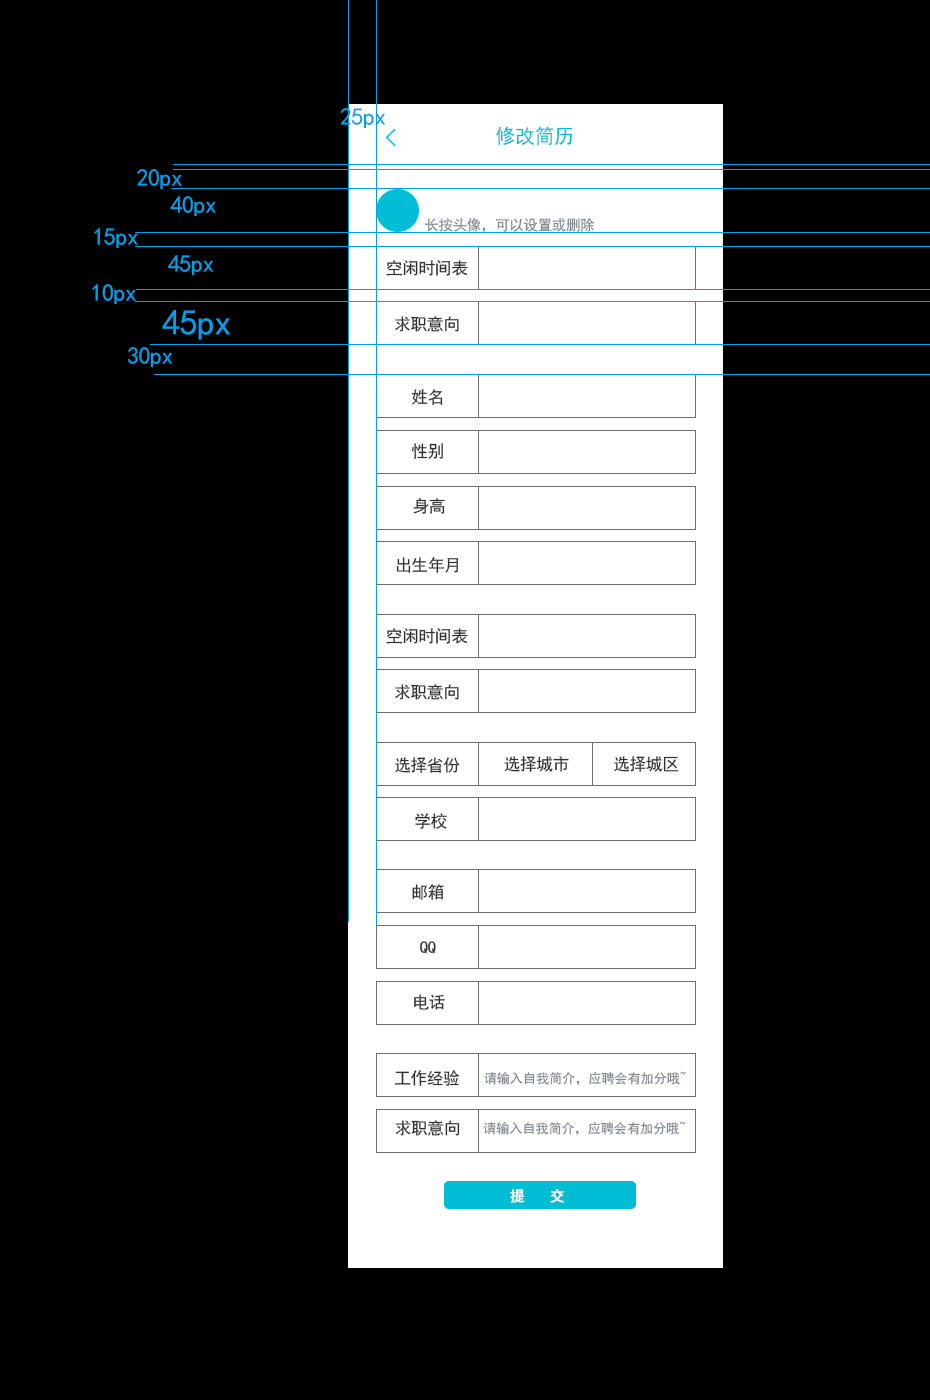 25px
修改简历
20px
40px
长按头像，可以设置或删除
15px
空闲时间表
45px
10px
求职意向
45px
30px
姓名
性别
身高
出生年月
空闲时间表
求职意向
选择省份 选择城市 选择城区
学校
邮箱
QQ
电话
工作经验 请输入自我简介，应聘会有加分哦~
求职意向 请输入自我简介，应聘会有加分哦~
提 交